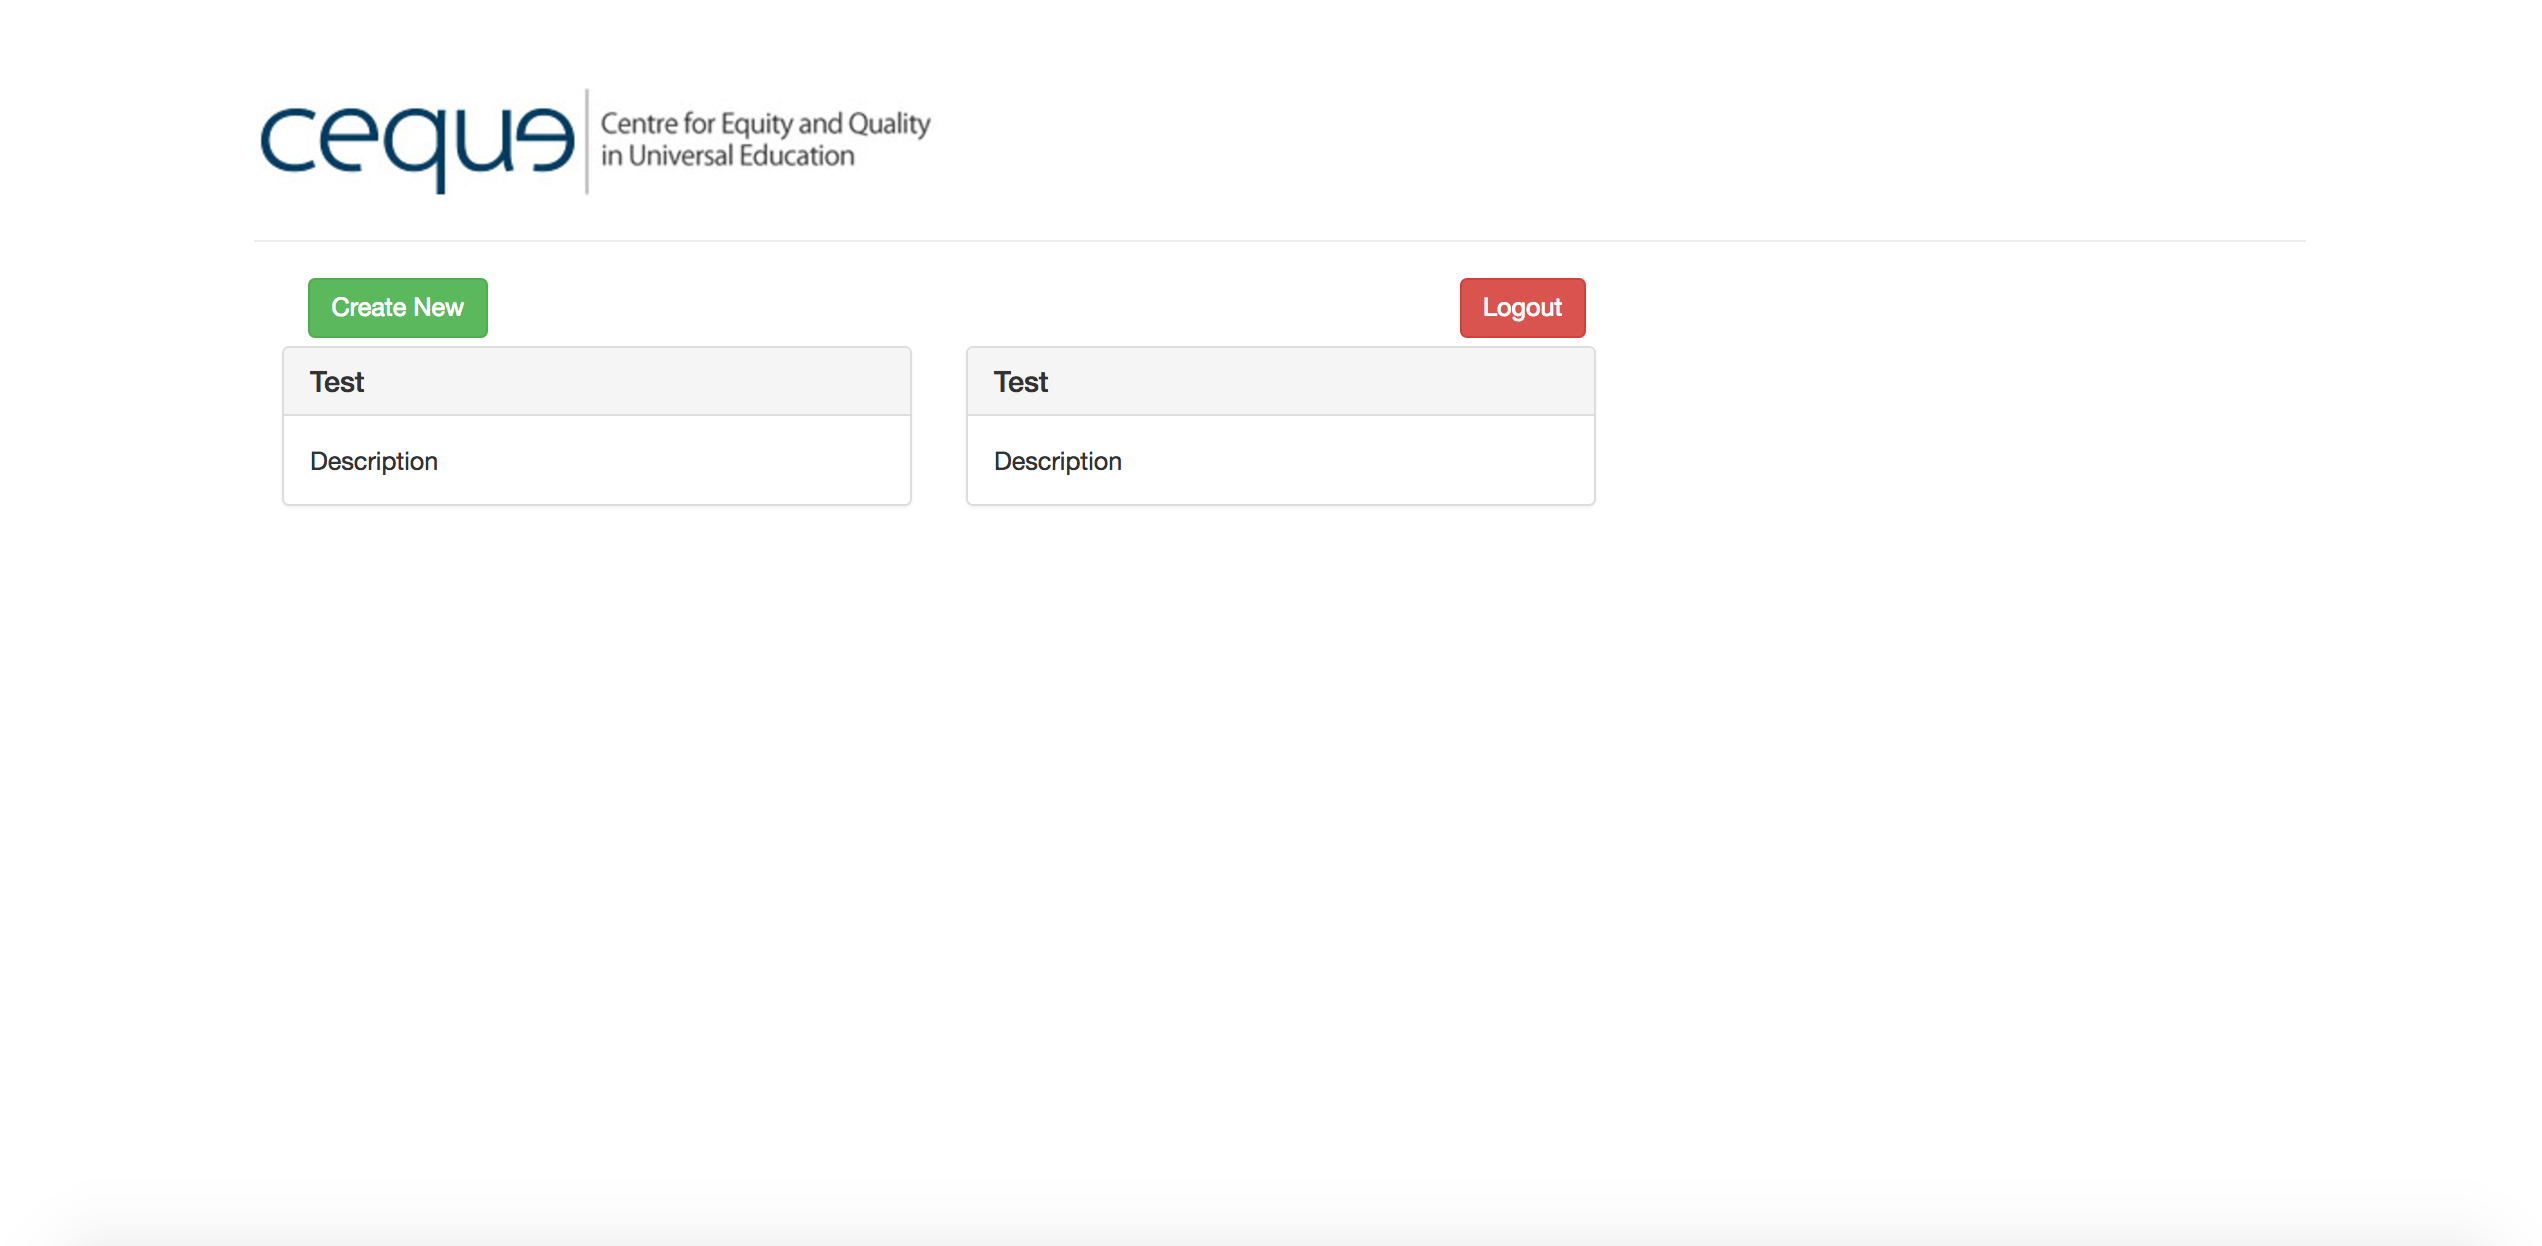 ceque
Centre for Equity and Quality
in Universal Education
Create New
Logout
Test
Description
Test
Description